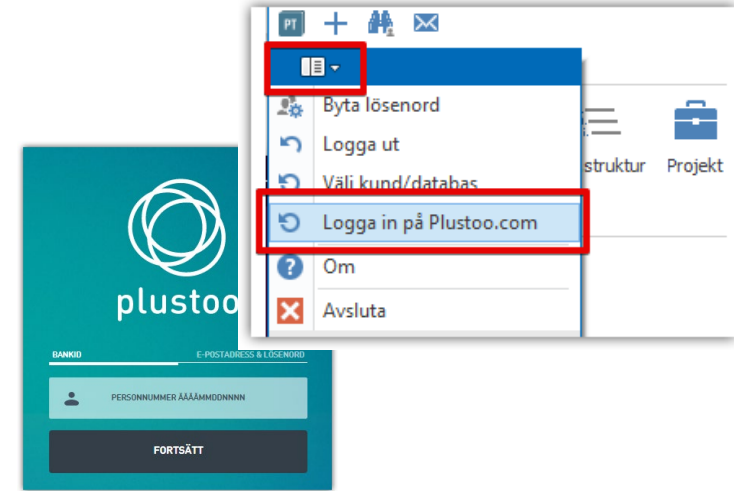 PT
Byta lösenord
Logga ut
Välj kund/databas
Logga in på Plustoo.com
Om
Avsluta
struktur
Projekt
plustoo
BANKID
E-POSTADRESS & LÖSENORD
PERSONNUMMER ÅÅÅÅMMDDNNNN
FORTSÄTT